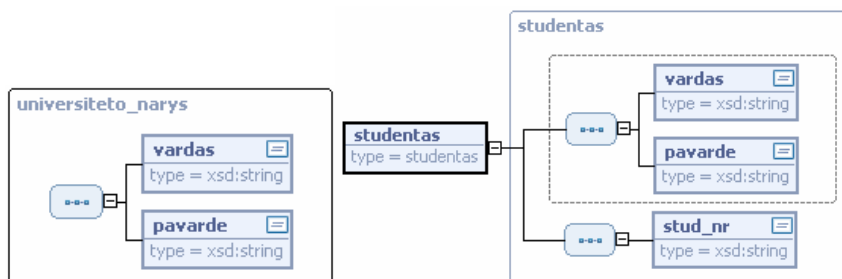 universiteto_narys
vardas
type = xsd:string
pavarde
type = xsd:string
studentas
type = studentas
studentas
vardas
type = xsd:string
pavarde
type = xsd:string
stud_nr
type = xsd:string